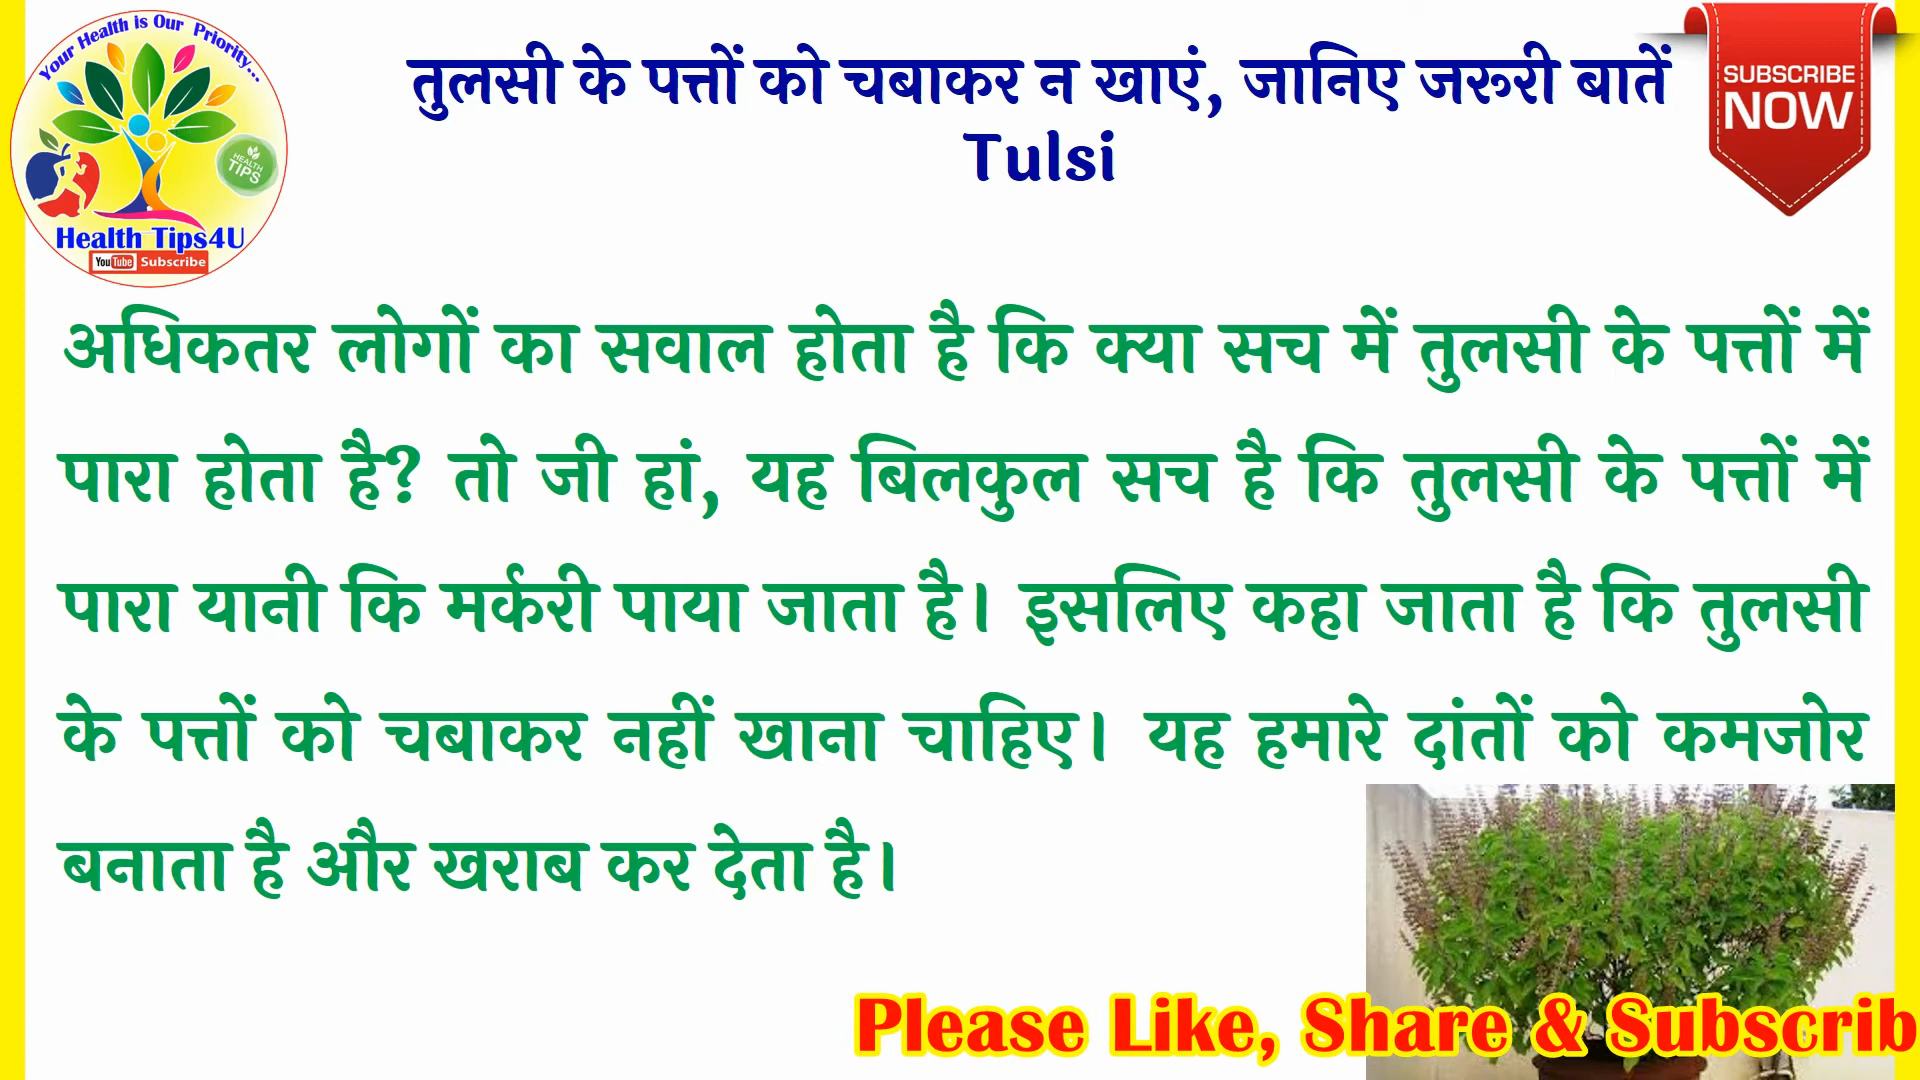 Your Health is Our Priority...
HEALTH TIPS
Health Tips4U
YouTube Subscribe
तुलसी के पत्तों को चबाकर न खाएं, जानिए जरूरी बातें
Tulsi
SUBSCRIBE
NOW
अधिकतर लोगों का सवाल होता है कि क्या सच में तुलसी के पत्तों में
पारा होता है? तो जी हां, यह बिलकुल सच है कि तुलसी के पत्तों में
पारा यानी कि मर्करी पाया जाता है। इसलिए कहा जाता है कि तुलसी
के पत्तों को चबाकर नहीं खाना चाहिए। यह हमारे दांतों को कमजोर
बनाता है और खराब कर देता है।
Please Like, Share & Subscrib